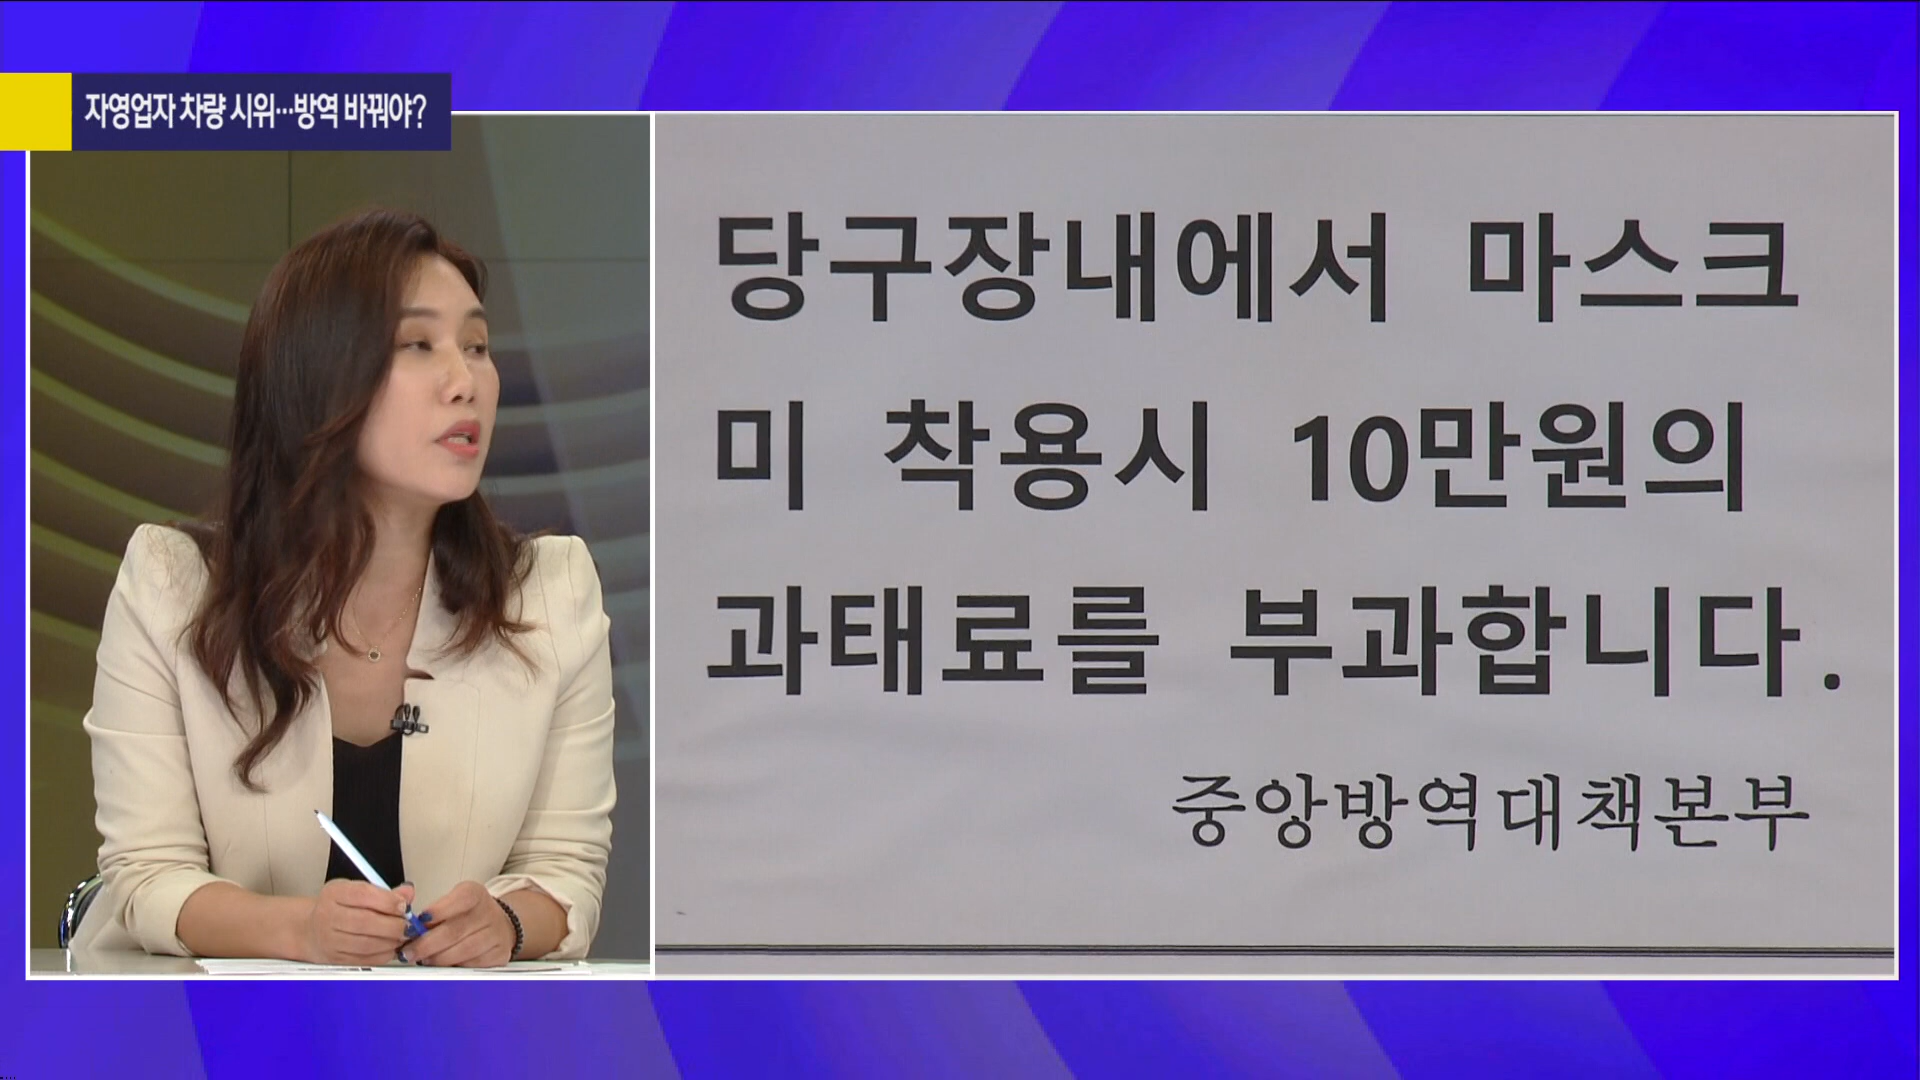 자영업자 차량 시위…방역 바꿔야?
당구장내에서 마스크
미 착용시 10만원의
과태료를 부과합니다.
중앙방역대책본부